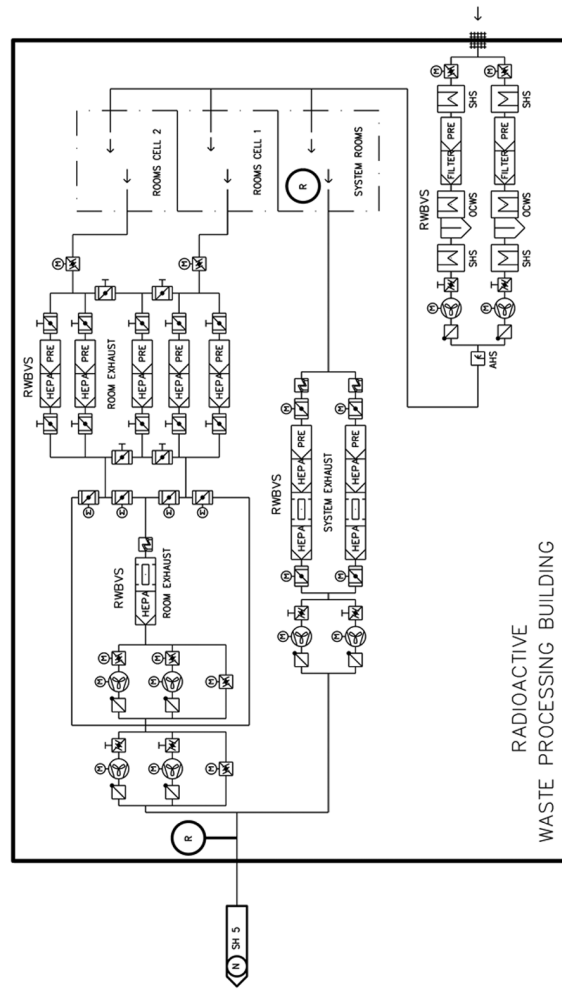 M
M
SHS
SHS
PRE
FILTER
PRE
FILTER
RWBVS
OCWS
OCWS
SHS
SHS
M
M
AHS
ROOMS CELL 2
ROOMS CELL 1
SYSTEM ROOMS
R
M
M
RWBVS
HEPA PRE
HEPA PRE
HEPA PRE
HEPA PRE
HEPA PRE
ROOM EXHAUST
M
M
M
M
RWBVS
HEPA
ROOM EXHAUST
M
M
M
M
M
M
M
M
RWBVS
HEPA HEPA PRE
HEPA HEPA PRE
SYSTEM EXHAUST
M
M
M
M
M
M
R
N SH 5
RADIOACTIVE
WASTE PROCESSING BUILDING